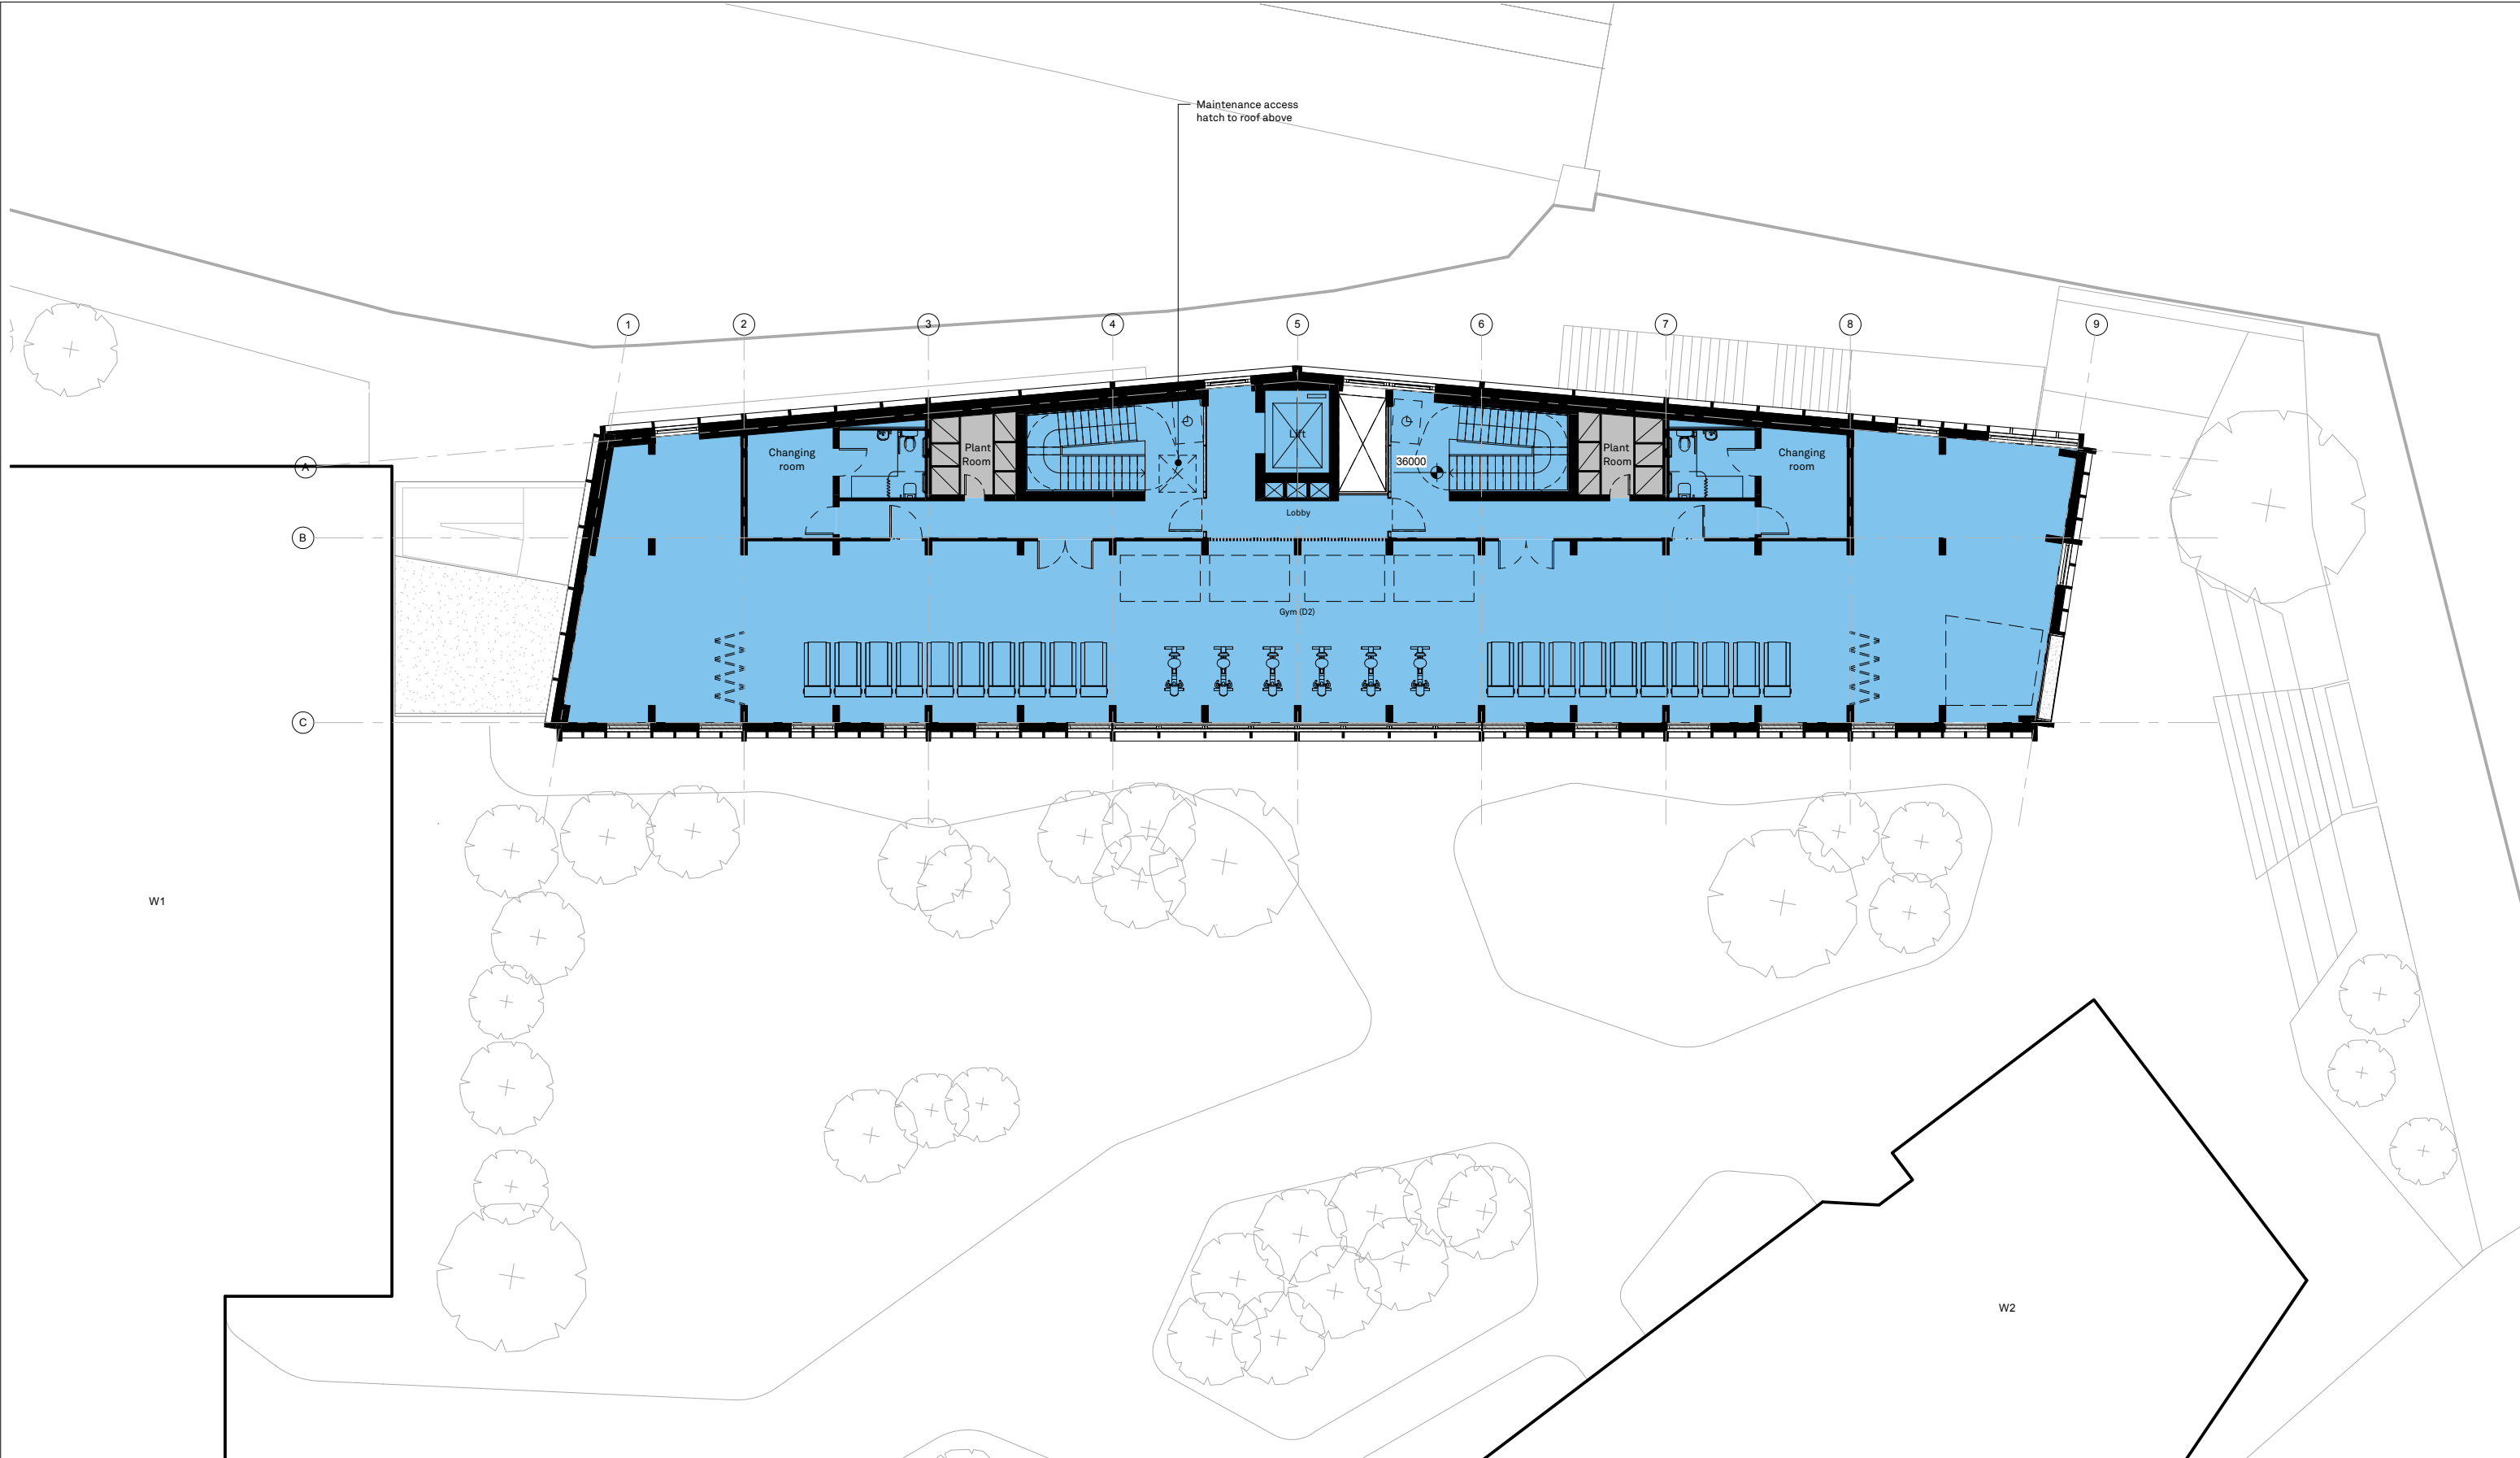 Maintenance access
hatch to roof above
1
2
3
4
5
6
7
8
9
A
B
C
Changing
room
Plant
Room
Lift
36000
Plant
Room
Changing
room
Lobby
Gym (D2)
W1
W2